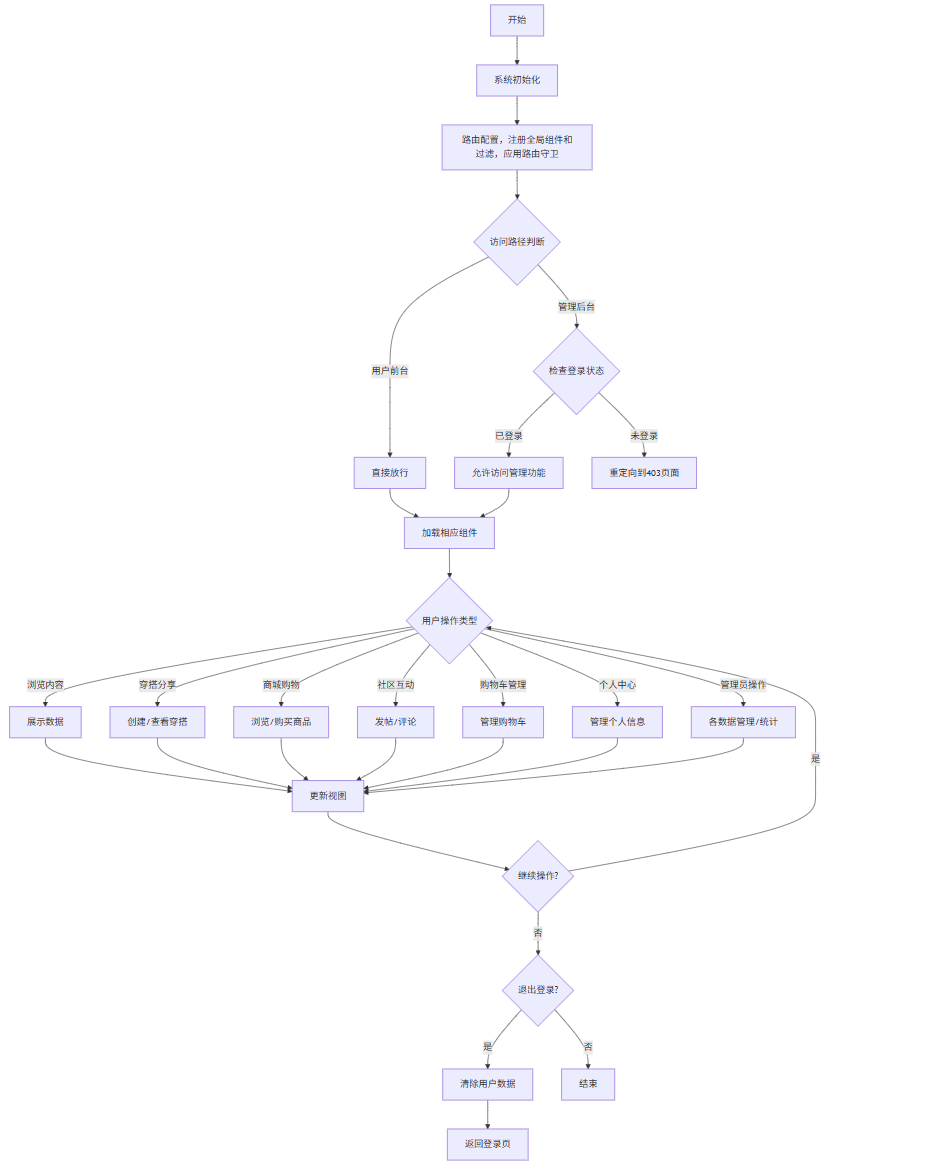 开始
系统初始化
路由配置，注册全局组件和
过滤，应用路由守卫
访问路径判断
管理后台
用户前台
检查登录状态
已登录
未登录
直接放行
允许访问管理功能
重定向到403页面
加载相应组件
用户操作类型
浏览内容
穿搭分享
商城购物
社区互动
购物车管理
个人中心
管理员操作
展示数据
创建/查看穿搭
浏览/购买商品
发帖/评论
管理购物车
管理个人信息
各数据管理/统计
是
更新视图
继续操作?
否
退出登录?
是
否
清除用户数据
结束
返回登录页